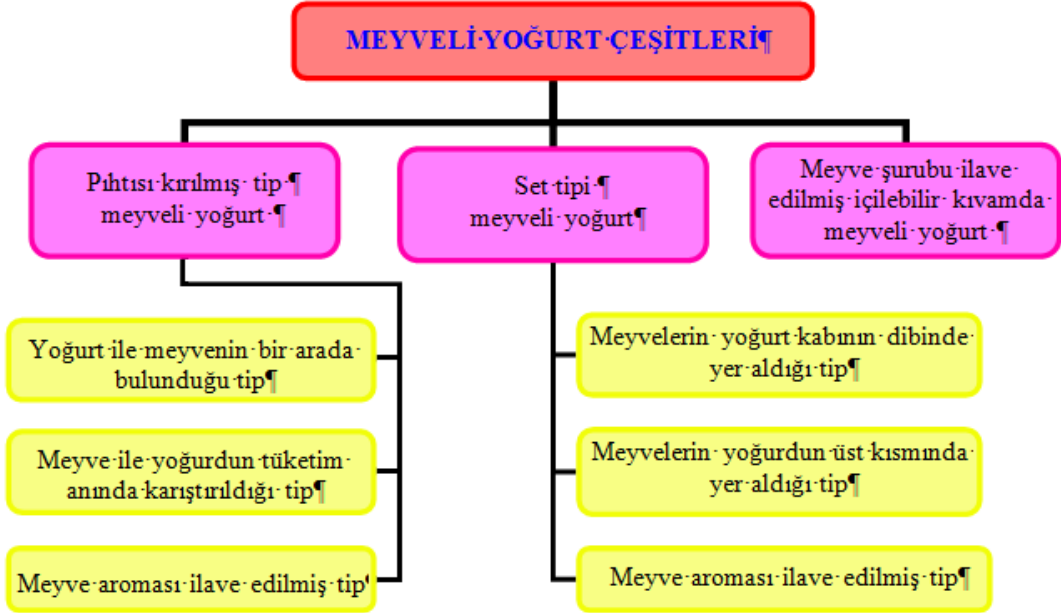 MEYVELİ·YOĞURT·ÇEŞİTLERİ¶
Pıhtısı·kırılmış· tip·¶
meyveli·yoğurt·¶
Yoğurt·ile·meyvenin·bir·arada·
bulunduğu·tip¶
Meyve·ile·yoğurdun·tüketim·
anında·karıştırıldığı·tip¶
Meyve·aroması·ilave·edilmiş·tip¶
Set·tipi·¶
meyveli·yoğurt¶
Meyvelerin·yoğurt·kabının·dibinde·
yer·aldığı·tip¶
Meyvelerin·yoğurdun·üst·kısmında·
yer·aldığı·tip¶
Meyve·aroması·ilave·edilmiş·tip¶
Meyve·şurubu·ilave·
edilmiş·içilebilir·kıvamda·
meyveli·yoğurt·¶